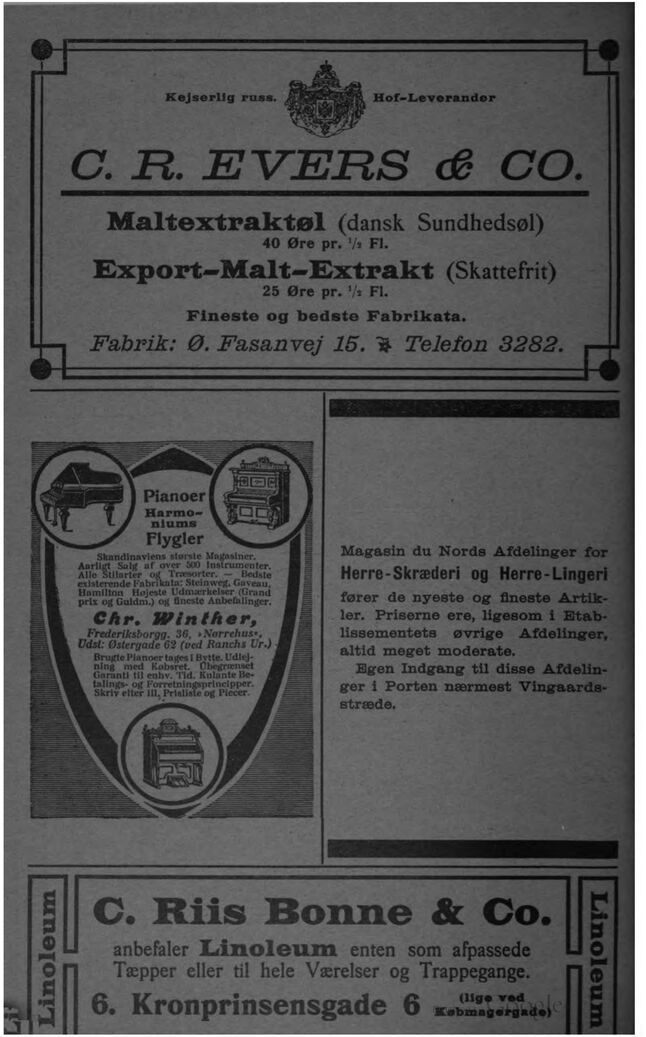 Kejserlig russ. Hof-Leverandør
C. R. EVERS & CO.
Maltextraktøl (dansk Sundhedsøl)
40 Øre pr. ¹/₂ Fl.
Export-Malt-Extrakt (Skattefrit)
25 Øre pr. ¹/₂ Fl.
Fineste og bedste Fabrikata.
Fabrik: Ø. Fasanvej 15. Telefon 3282.
Pianoer
Harmo-
niums
Flygler
Skandinaviens største Magasiner.
Aarligt Salg af over 500 Instrumenter.
Alle Stilarter og Træsorter. — Bedste
existerende Fabrikata: Steinweg, Gaveau,
Hamilton Højeste Udmærkelser (Grand
prix og Guldm.) og fineste Anbefalinger.
Chr. Winther,
Frederiksborgg. 36, »Nørrehus«,
Udst: Østergade 62 (ved Ranchs Ur.)
Brugte Pianoer tages i Bytte. Udlej-
ning med Købsret. Ubegrænset
Garanti til enhv. Tid. Kulante Be-
talings- og Forretningsprincipper.
Skriv efter ill. Prisliste og Piecer.
Magasin du Nords Afdelinger for
Herre-Skræderi og Herre-Lingeri
fører de nyeste og fineste Artik-
ler. Priserne ere, ligesom i Etab-
lissementets øvrige Afdelinger,
altid meget moderate.
Egen Indgang til disse Afdelin-
ger i Porten nærmest Vingaards-
stræde.
Linoleum
C. Riis Bonne & Co.
anbefaler Linoleum enten som afpassede
Tæpper eller til hele Værelser og Trappegange.
6. Kronprinsensgade 6 (lige ved
Købmagergade)
Linoleum